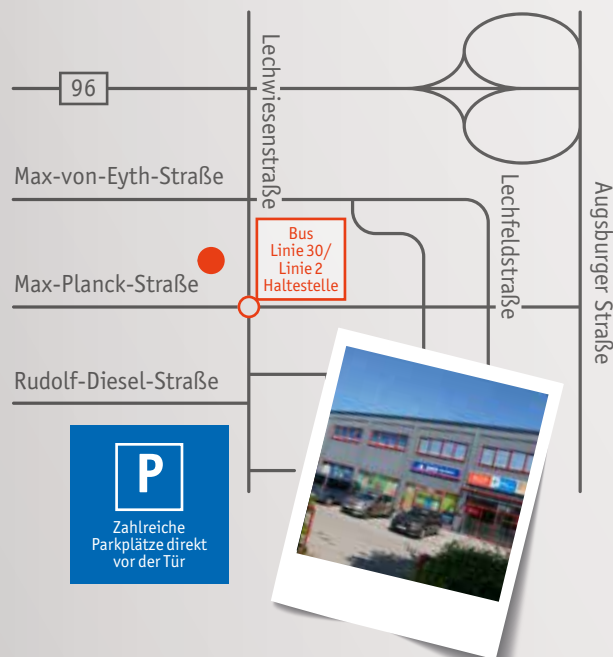 96
Lechwiesenstraße
Max-von-Eyth-Straße
Lechfeldstraße
Augsburger Straße
Bus
Linie 30/
Linie 2
Haltestelle
Max-Planck-Straße
Rudolf-Diesel-Straße
P
Zahlreiche
Parkplätze direkt
vor der Tür